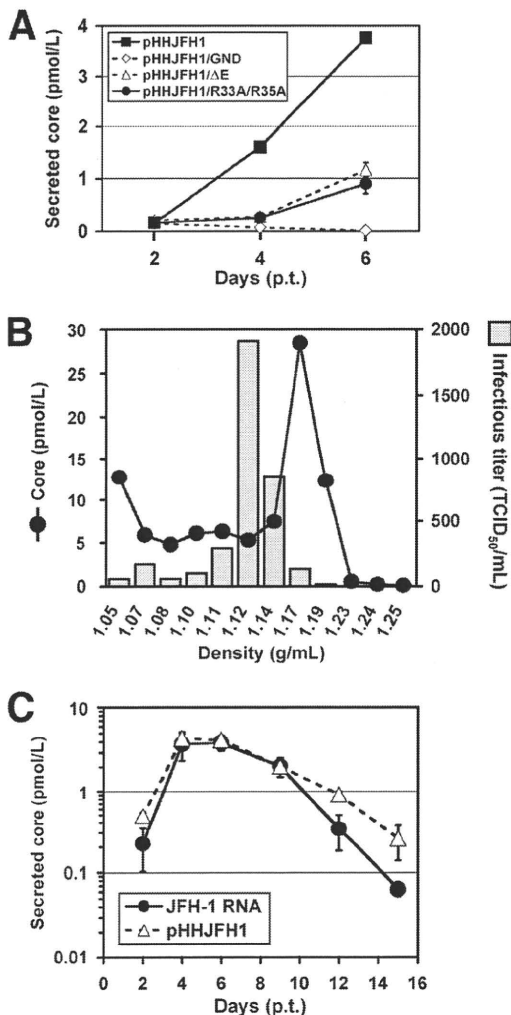 A
4
3
2
1
0
Secreted core (pmol/L)
pHHJFH1
pHHJFH1/GND
pHHJFH1/ΔE
pHHJFH1/R33A/R35A
2 4 6
Days (p.t.)
B
30
25
20
15
10
5
0
Core (pmol/L)
2000
1500
1000
500
0
Infectious titer (TCID50/mL)
1.05 1.07 1.08 1.10 1.11 1.12 1.14 1.17 1.19 1.23 1.24 1.25
Density (g/mL)
C
10
1
0.1
0.01
Secreted core (pmol/L)
JFH-1 RNA
pHHJFH1
0 2 4 6 8 10 12 14 16
Days (p.t.)